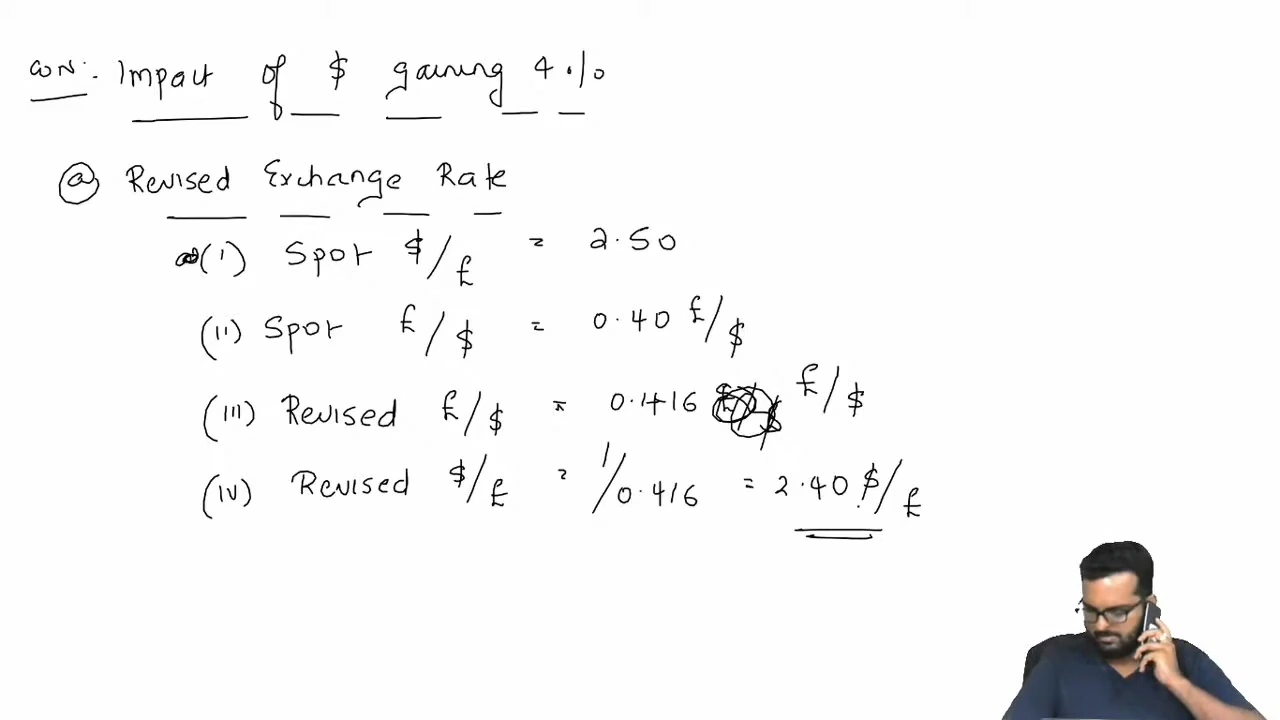 WN:- Impact of $ gaining 4%
(a) Revised Exchange Rate
(i) Spot $/£ = 2.50
(ii) Spot £/$ = 0.40 £/$
(iii) Revised £/$ = 0.416 £/$
(iv) Revised $/£ = 1/0.416 = 2.40 $/£